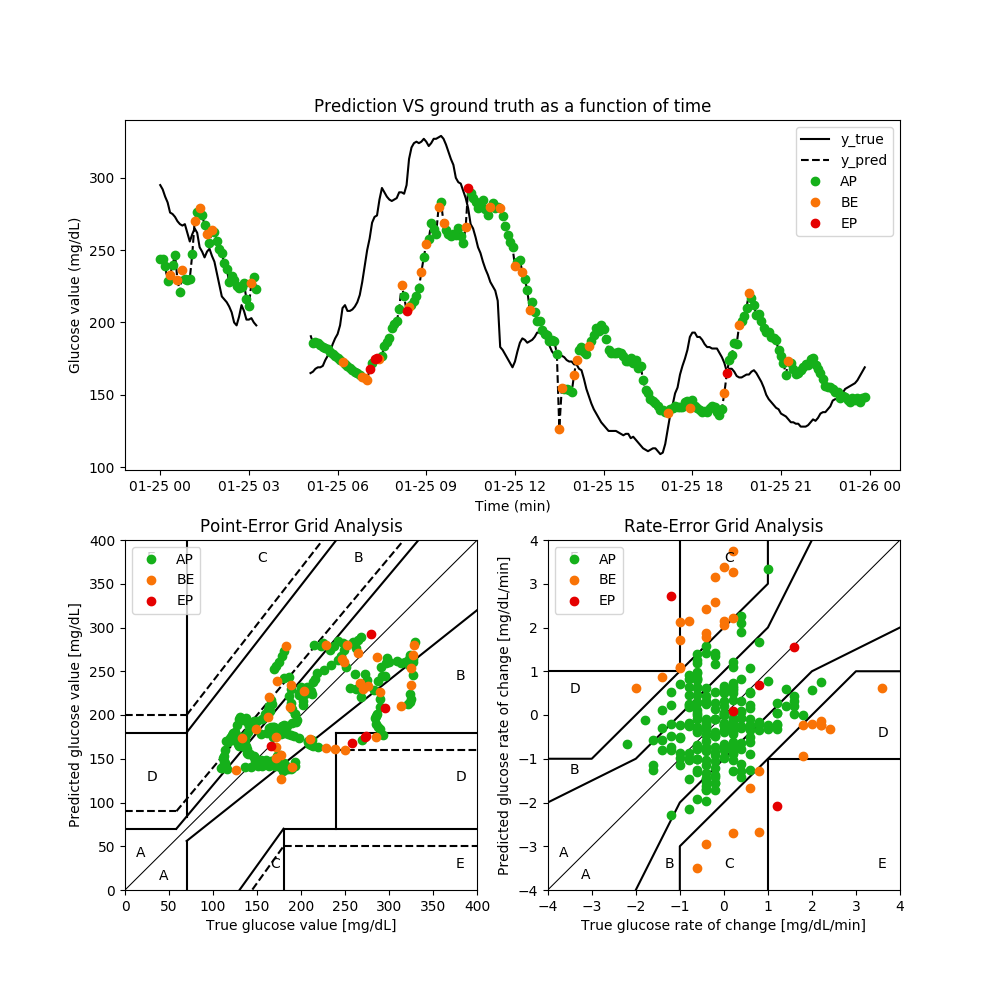 Prediction VS ground truth as a function of time
Glucose value (mg/dL)
300
250
200
150
100
y_true
y_pred
AP
BE
EP
01-25 00 01-25 03 01-25 06 01-25 09 01-25 12 01-25 15 01-25 18 01-25 21 01-26 00
Time (min)
Point-Error Grid Analysis
Predicted glucose value [mg/dL]
400
350
300
250
200
150
100
50
0
AP
BE
EP
C
B
B
D
D
A
A
C
E
0 50 100 150 200 250 300 350 400
True glucose value [mg/dL]
Rate-Error Grid Analysis
Predicted glucose rate of change [mg/dL/min]
4
3
2
1
0
−1
−2
−3
−4
AP
BE
EP
C
D
D
B
A
A
B
C
E
−4 −3 −2 −1 0 1 2 3 4
True glucose rate of change [mg/dL/min]